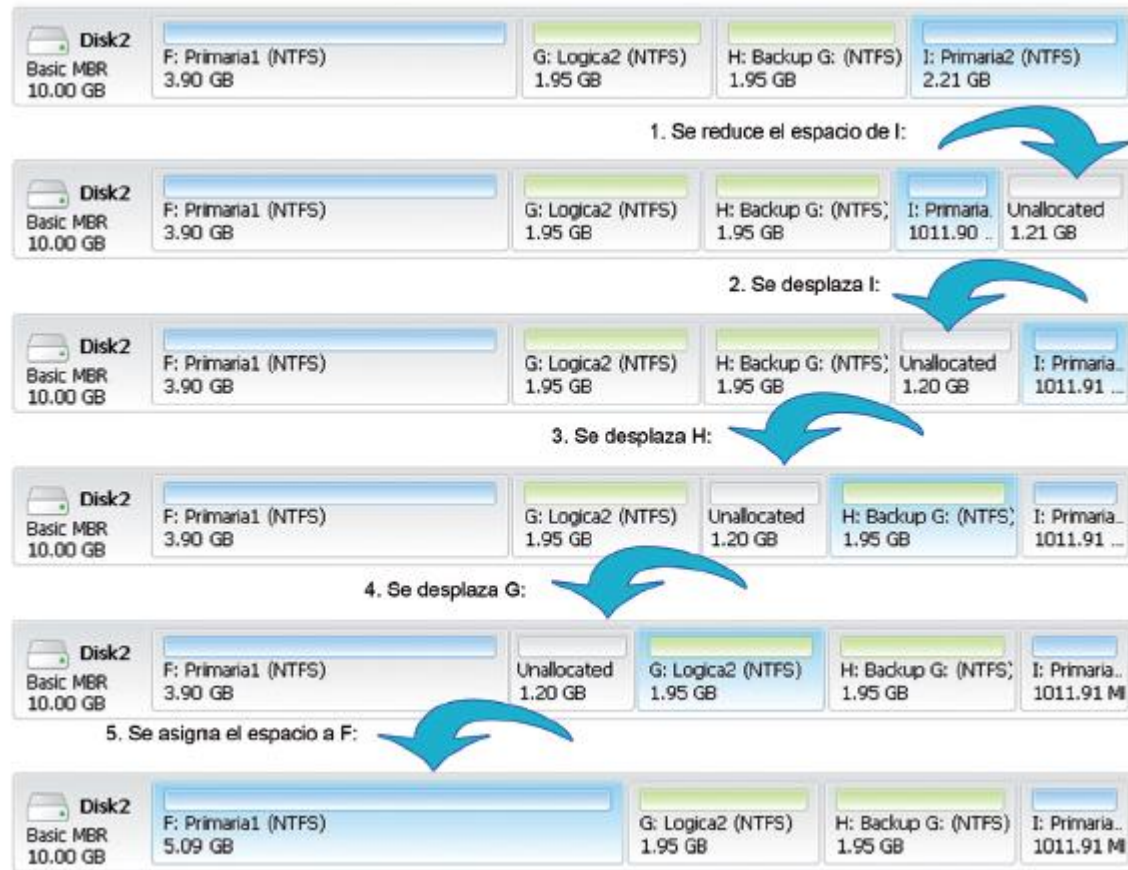 Disk2
Basic MBR
10.00 GB
F: Primaria1 (NTFS)
3.90 GB
G: Logica2 (NTFS)
1.95 GB
H: Backup G: (NTFS)
1.95 GB
I: Primaria2 (NTFS)
2.21 GB
1. Se reduce el espacio de I:
Disk2
Basic MBR
10.00 GB
F: Primaria1 (NTFS)
3.90 GB
G: Logica2 (NTFS)
1.95 GB
H: Backup G: (NTFS)
1.95 GB
I: Primaria.
1011.90 ..
Unallocated
1.21 GB
2. Se desplaza I:
Disk2
Basic MBR
10.00 GB
F: Primaria1 (NTFS)
3.90 GB
G: Logica2 (NTFS)
1.95 GB
H: Backup G: (NTFS)
1.95 GB
Unallocated
1.20 GB
I: Primaria..
1011.91 ...
3. Se desplaza H:
Disk2
Basic MBR
10.00 GB
F: Primaria1 (NTFS)
3.90 GB
G: Logica2 (NTFS)
1.95 GB
Unallocated
1.20 GB
H: Backup G: (NTFS)
1.95 GB
I: Primaria..
1011.91 ...
4. Se desplaza G:
Disk2
Basic MBR
10.00 GB
F: Primaria1 (NTFS)
3.90 GB
Unallocated
1.20 GB
G: Logica2 (NTFS)
1.95 GB
H: Backup G: (NTFS)
1.95 GB
I: Primaria..
1011.91 MI
5. Se asigna el espacio a F:
Disk2
Basic MBR
10.00 GB
F: Primaria1 (NTFS)
5.09 GB
G: Logica2 (NTFS)
1.95 GB
H: Backup G: (NTFS)
1.95 GB
I: Primaria..
1011.91 MI